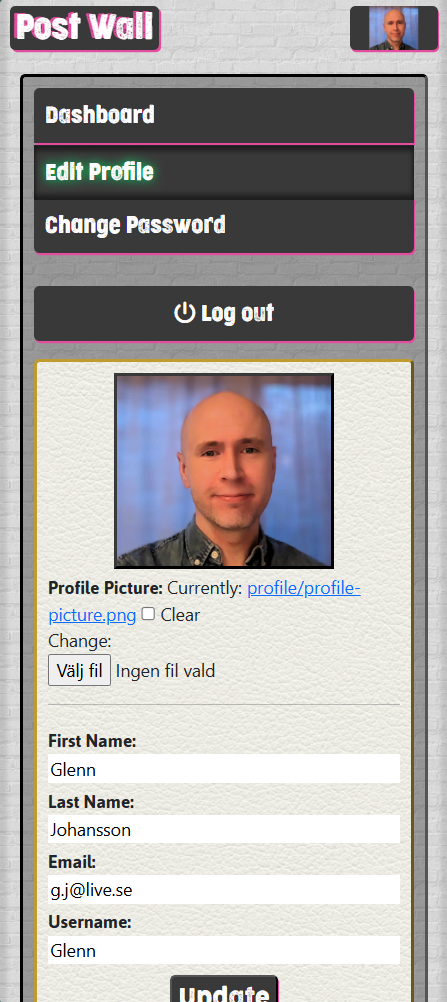 Post Wall
Dashboard
Edit Profile
Change Password
Log out
Profile Picture: Currently: profile/profile-
picture.png Clear
Change:
Välj fil Ingen fil vald
First Name:
Glenn
Last Name:
Johansson
Email:
g.j@live.se
Username:
Glenn
Update